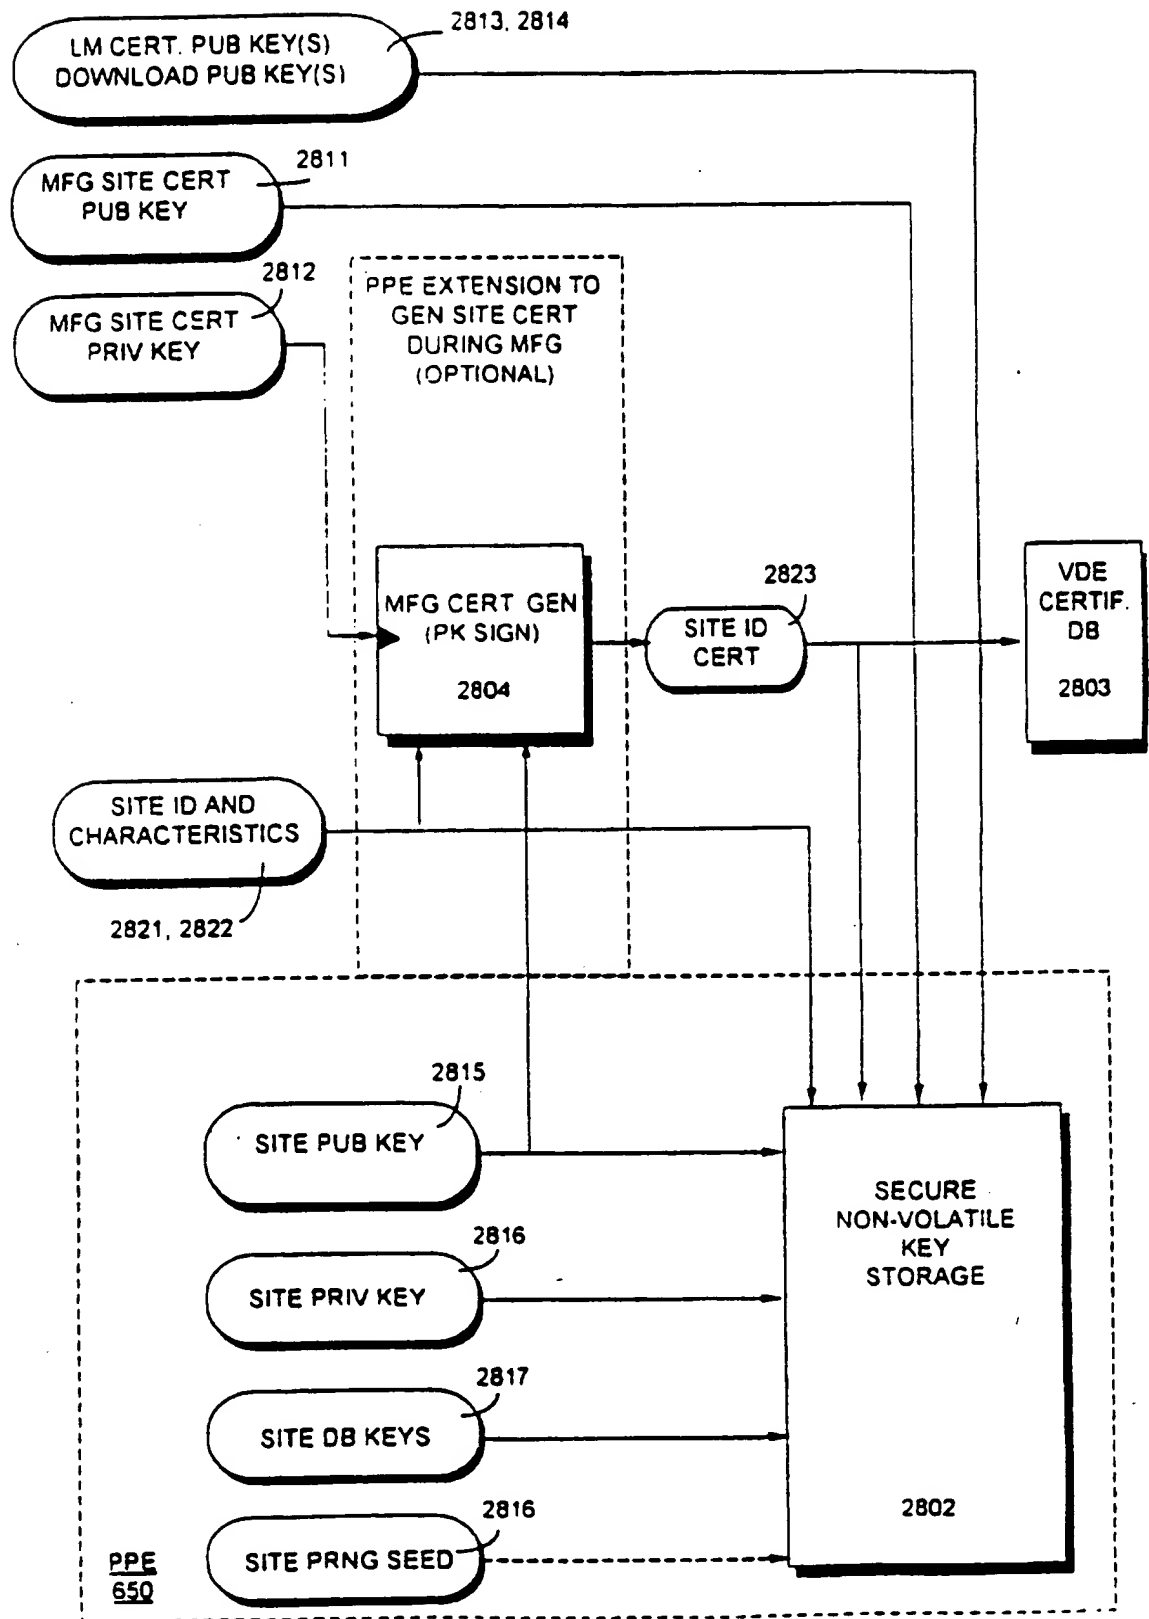 2813, 2814
LM CERT. PUB KEY(S)
DOWNLOAD PUB KEY(S)
2811
MFG SITE CERT
PUB KEY
2812
MFG SITE CERT
PRIV KEY
PPE EXTENSION TO
GEN SITE CERT
DURING MFG
(OPTIONAL)
MFG CERT GEN
(PK SIGN)
2804
2823
SITE ID
CERT
VDE
CERTIF.
DB
2803
SITE ID AND
CHARACTERISTICS
2821, 2822
2815
SITE PUB KEY
2816
SITE PRIV KEY
2817
SITE DB KEYS
2816
SITE PRNG SEED
SECURE
NON-VOLATILE
KEY
STORAGE
2802
PPE
650